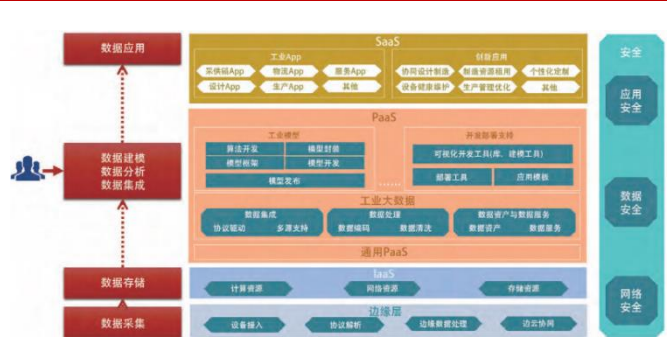 数据应用
数据建模
数据分析
数据集成
数据存储
数据采集
SaaS
工业App
采供销App 物流App 服务App
设计App 生产App 其他
创新应用
协同设计制造 制造资源租用 个性化定制
设备健康维护 生产管理优化 其他
PaaS
工业模型
算法开发 模型封装
模型框架 模型开发
模型发布
……
开发部署支持
可视化开发工具(库、建模工具)
部署工具 应用模板
工业大数据
数据集成
协议驱动 多源支持
数据处理
数据编码 数据清洗
数据资产与数据服务
数据资产 数据服务
通用PaaS
IaaS
计算资源 网络资源 存储资源
边缘层
设备接入 协议解析 边缘数据处理 边云协同
安全
应用
安全
数据
安全
网络
安全